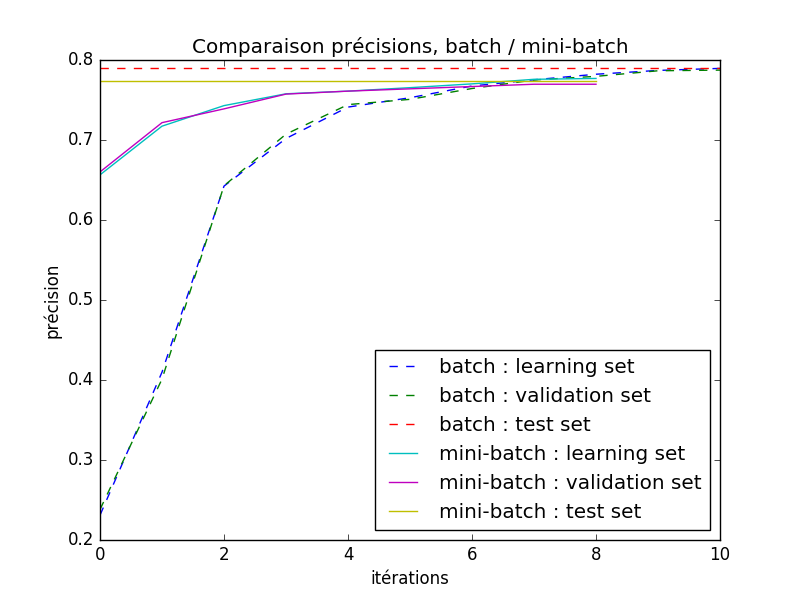 Comparaison précisions, batch / mini-batch
0.8
0.7
0.6
0.5
0.4
0.3
0.2
précision
batch : learning set
batch : validation set
batch : test set
mini-batch : learning set
mini-batch : validation set
mini-batch : test set
0 2 4 6 8 10
itérations